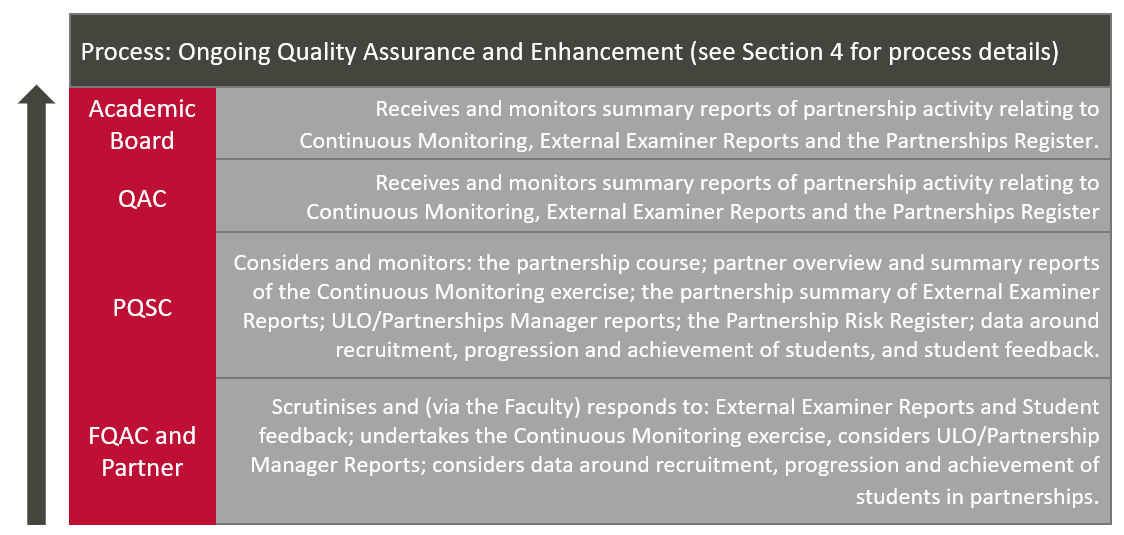 Process: Ongoing Quality Assurance and Enhancement (see Section 4 for process details)
Academic
Board
Receives and monitors summary reports of partnership activity relating to
Continuous Monitoring, External Examiner Reports and the Partnerships Register.
QAC
Receives and monitors summary reports of partnership activity relating to
Continuous Monitoring, External Examiner Reports and the Partnerships Register
PQSC
Considers and monitors: the partnership course; partner overview and summary reports
of the Continuous Monitoring exercise; the partnership summary of External Examiner
Reports; ULO/Partnerships Manager reports; the Partnership Risk Register; data around
recruitment, progression and achievement of students, and student feedback.
FQAC and
Partner
Scrutinises and (via the Faculty) responds to: External Examiner Reports and Student
feedback; undertakes the Continuous Monitoring exercise, considers ULO/Partnership
Manager Reports; considers data around recruitment, progression and achievement of
students in partnerships.